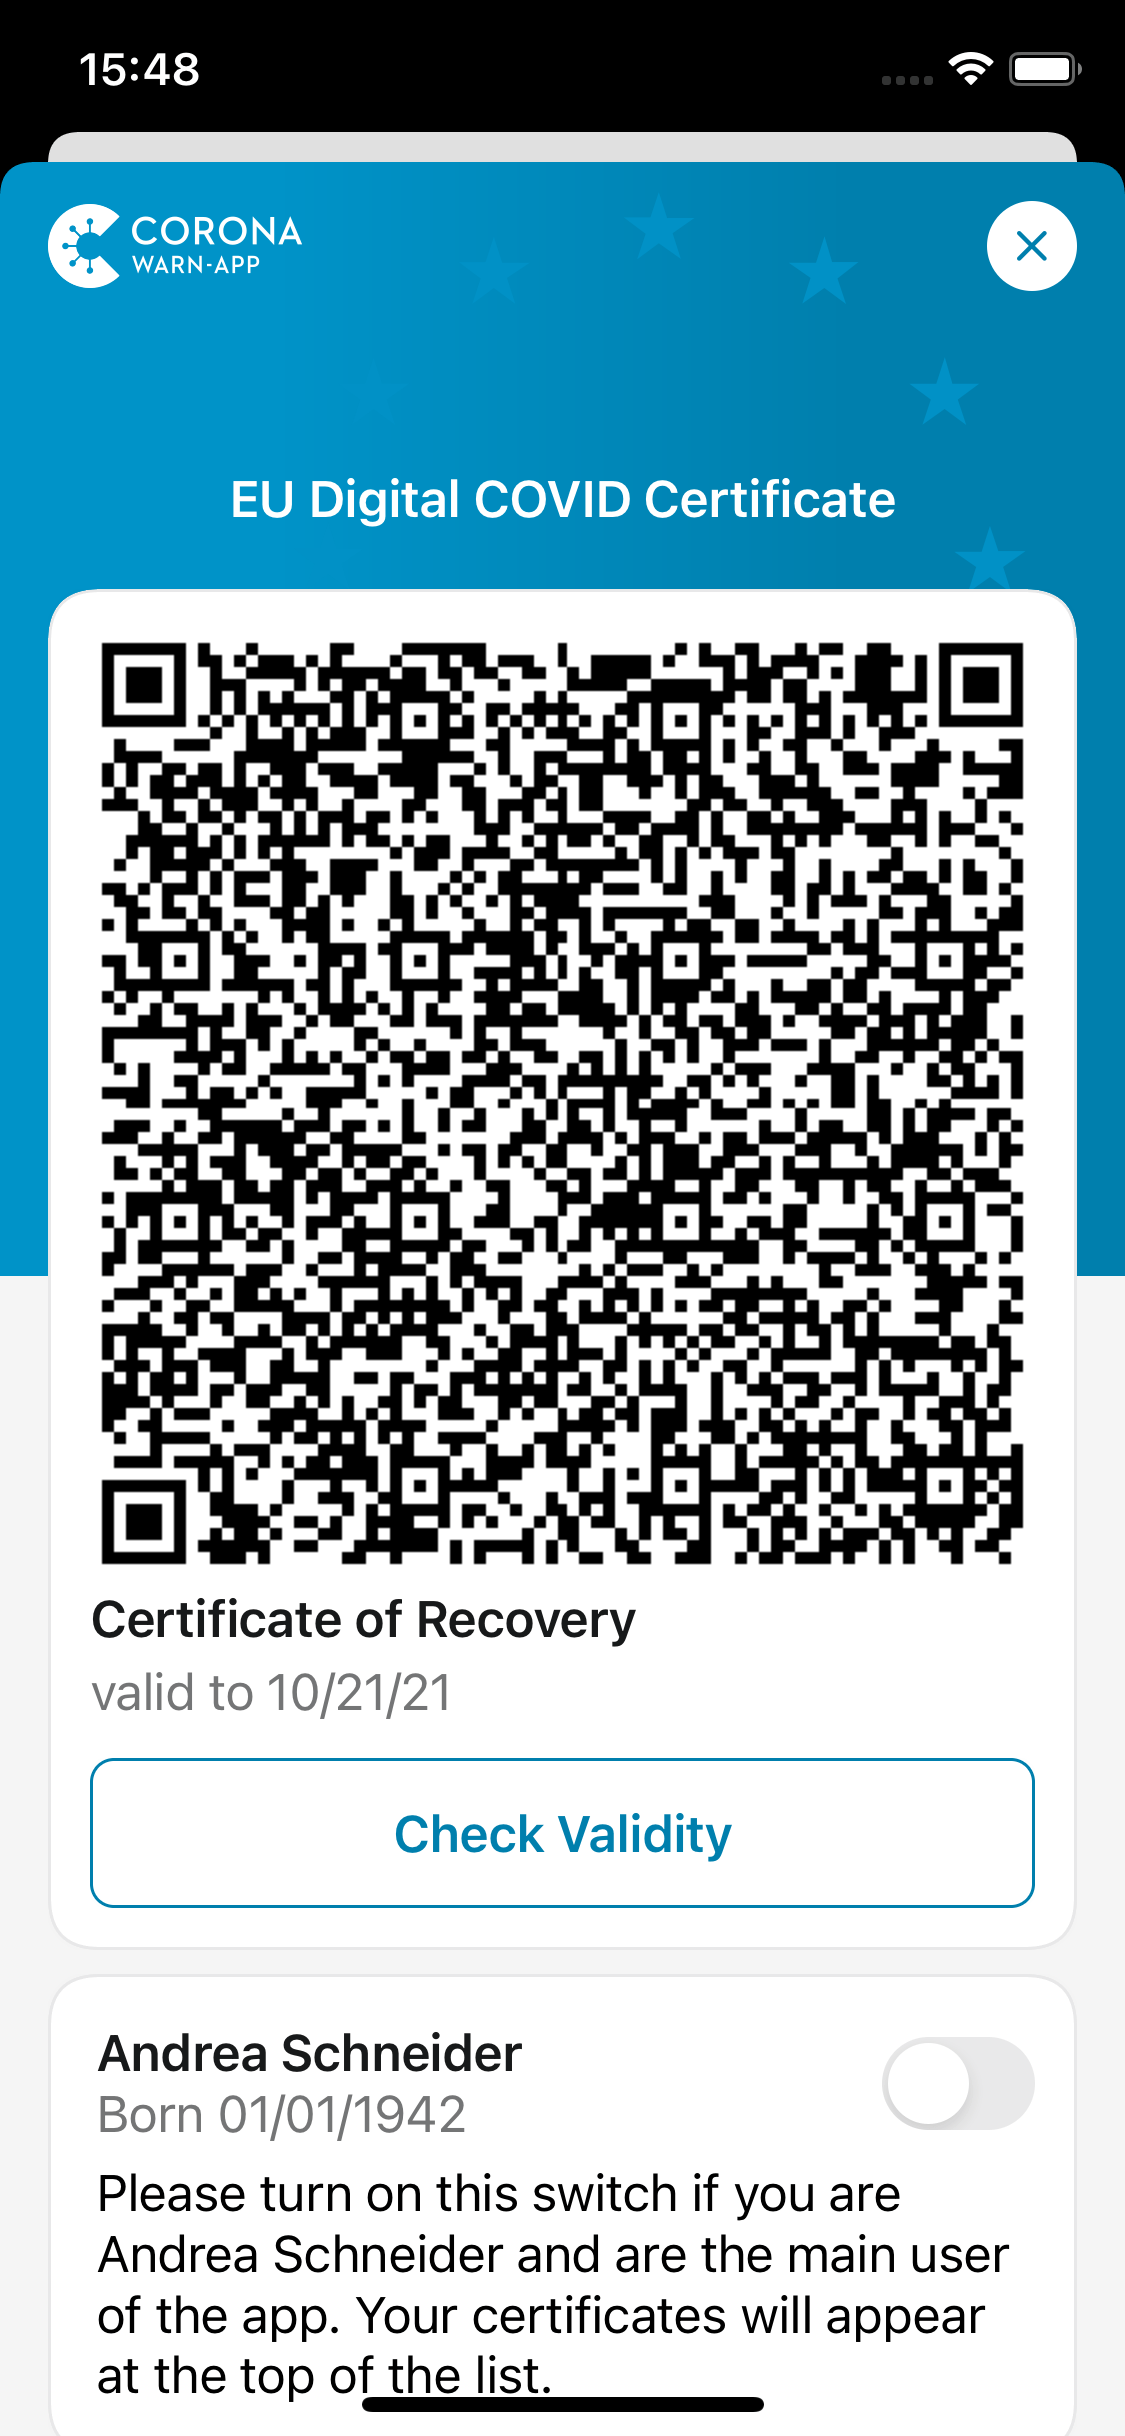 15:48
CORONA
WARN-APP
EU Digital COVID Certificate
Certificate of Recovery
valid to 10/21/21
Check Validity
Andrea Schneider
Born 01/01/1942
Please turn on this switch if you are
Andrea Schneider and are the main user
of the app. Your certificates will appear
at the top of the list.